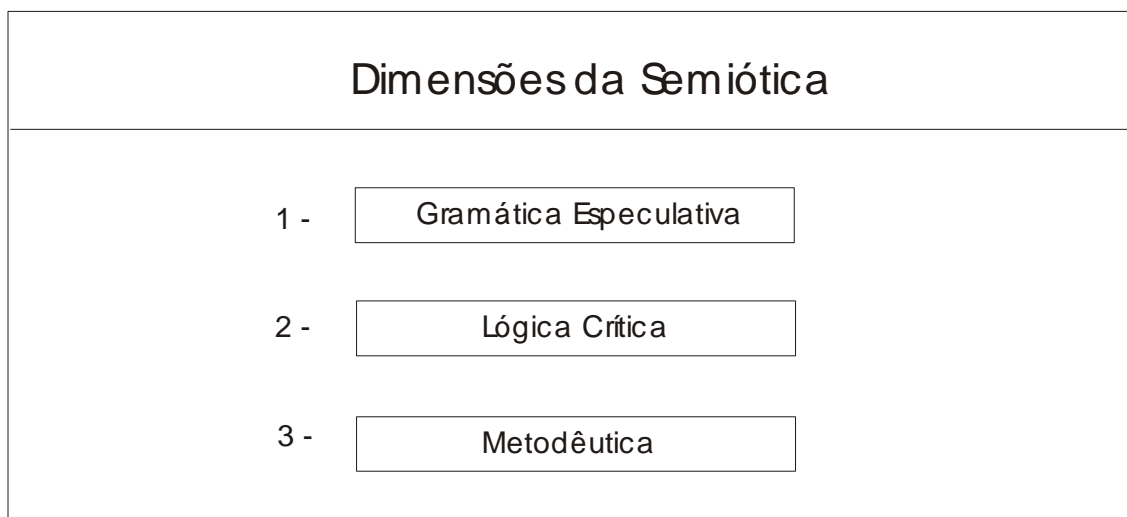 Dimensões da Semiótica
1 - Gramática Especulativa
2 - Lógica Crítica
3 - Metodêutica